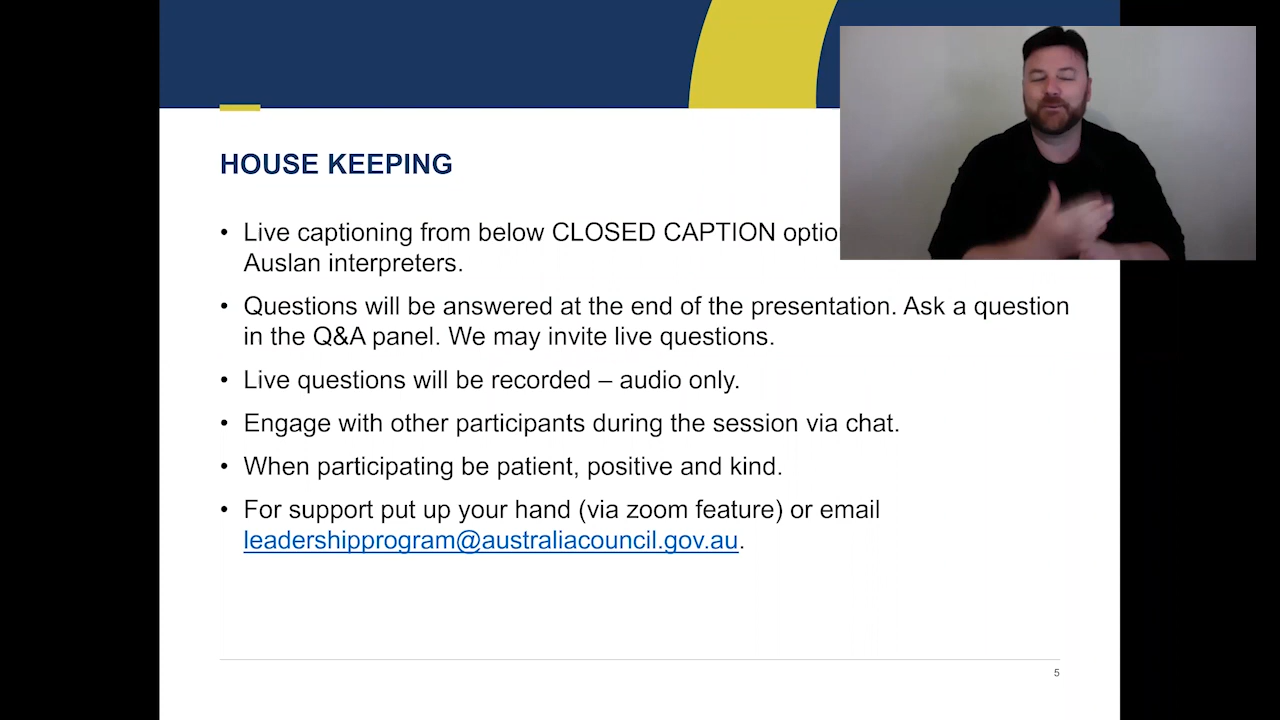 HOUSE KEEPING
• Live captioning from below CLOSED CAPTION
Auslan interpreters.
• Questions will be answered at the end of the presentation. Ask a question
in the Q&A panel. We may invite live questions.
• Live questions will be recorded – audio only.
• Engage with other participants during the session via chat.
• When participating be patient, positive and kind.
• For support put up your hand (via zoom feature) or email
leadershipprogram@australiacouncil.gov.au.
5